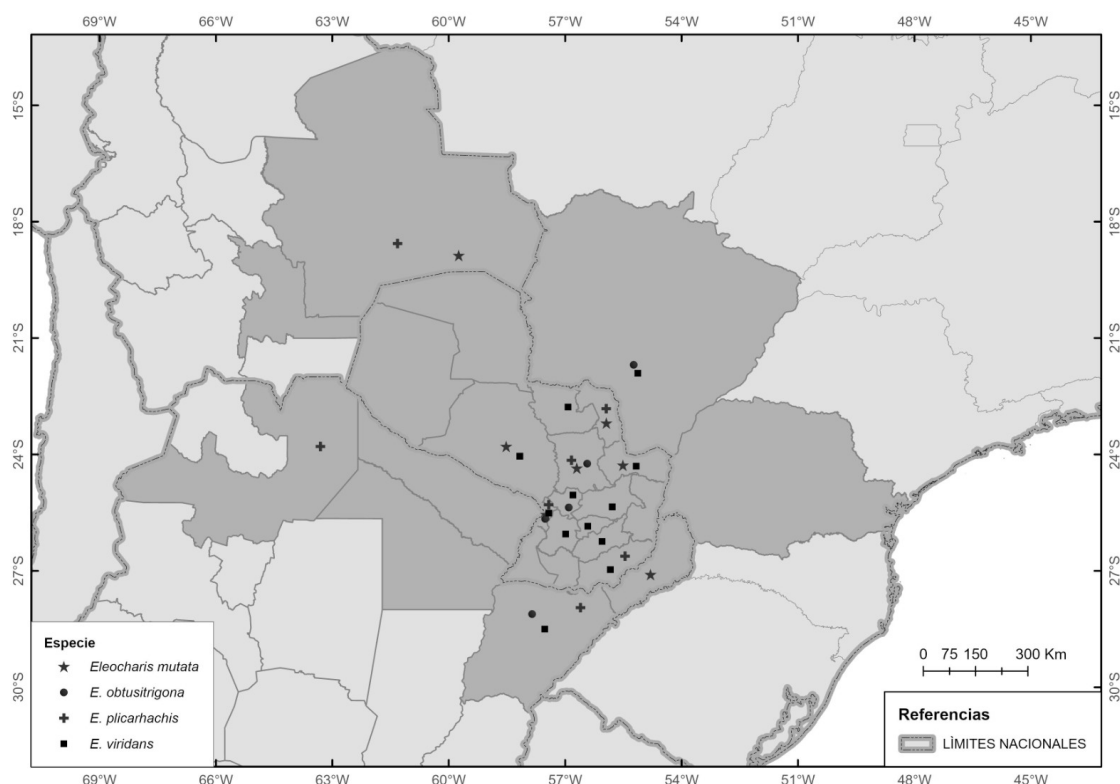 69°W 66°W 63°W 60°W 57°W 54°W 51°W 48°W 45°W
15°S 15°S
18°S 18°S
21°S 21°S
24°S 24°S
27°S 27°S
30°S 30°S
Especie
Eleocharis mutata
E. obtusitrigona
E. plicarhachis
E. viridans
0 75 150 300 Km
Referencias
LÌMITES NACIONALES
69°W 66°W 63°W 60°W 57°W 54°W 51°W 48°W 45°W